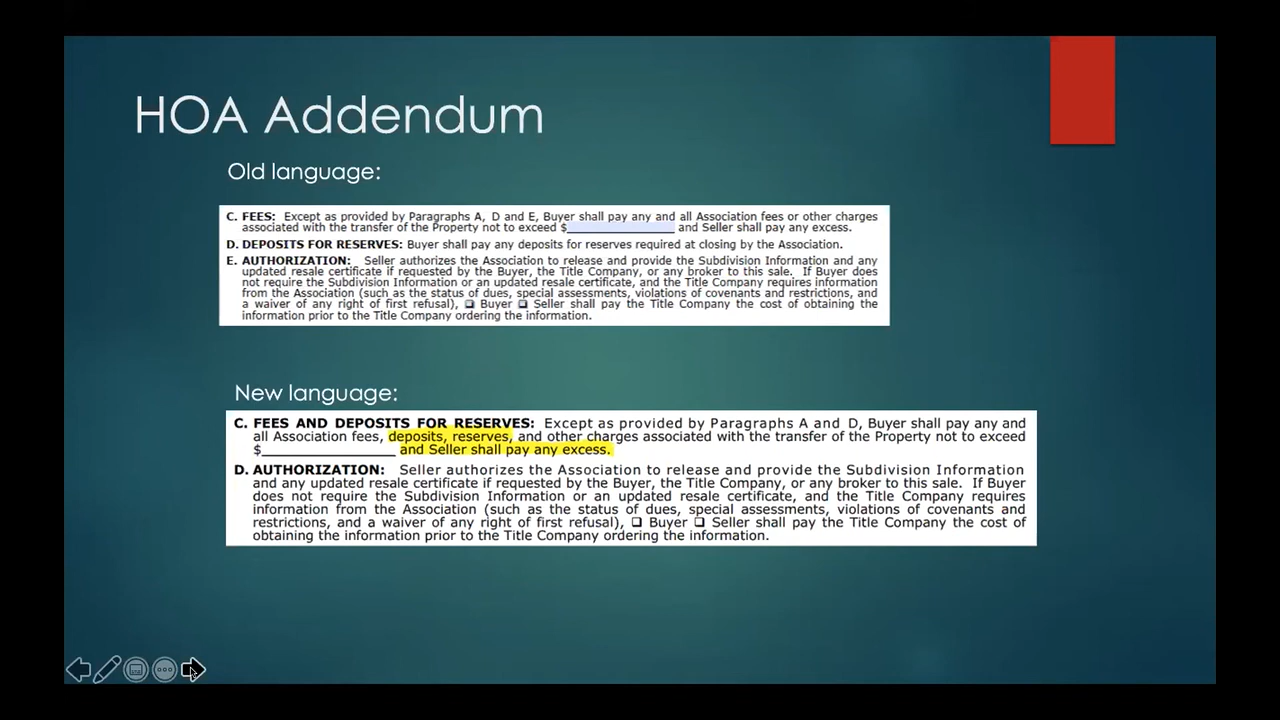 HOA Addendum
Old language:
C. FEES: Except as provided by Paragraphs A, D and E, Buyer shall pay any and all Association fees or other charges
associated with the transfer of the Property not to exceed $____________ and Seller shall pay any excess.
D. DEPOSITS FOR RESERVES: Buyer shall pay any deposits for reserves required at closing by the Association.
E. AUTHORIZATION: Seller authorizes the Association to release and provide the Subdivision Information and any
updated resale certificate if requested by the Buyer, the Title Company, or any broker to this sale. If Buyer does
not require the Subdivision Information or an updated resale certificate, and the Title Company requires information
from the Association (such as the status of dues, special assessments, violations of covenants and restrictions, and
a waiver of any right of first refusal), ❑ Buyer ❑ Seller shall pay the Title Company the cost of obtaining the
information prior to the Title Company ordering the information.
New language:
C. FEES AND DEPOSITS FOR RESERVES: Except as provided by Paragraphs A and D, Buyer shall pay any and
all Association fees, deposits, reserves, and other charges associated with the transfer of the Property not to exceed
$______________ and Seller shall pay any excess.
D. AUTHORIZATION: Seller authorizes the Association to release and provide the Subdivision Information
and any updated resale certificate if requested by the Buyer, the Title Company, or any broker to this sale. If Buyer
does not require the Subdivision Information or an updated resale certificate, and the Title Company requires
information from the Association (such as the status of dues, special assessments, violations of covenants and
restrictions, and a waiver of any right of first refusal), ❑ Buyer ❑ Seller shall pay the Title Company the cost of
obtaining the information prior to the Title Company ordering the information.